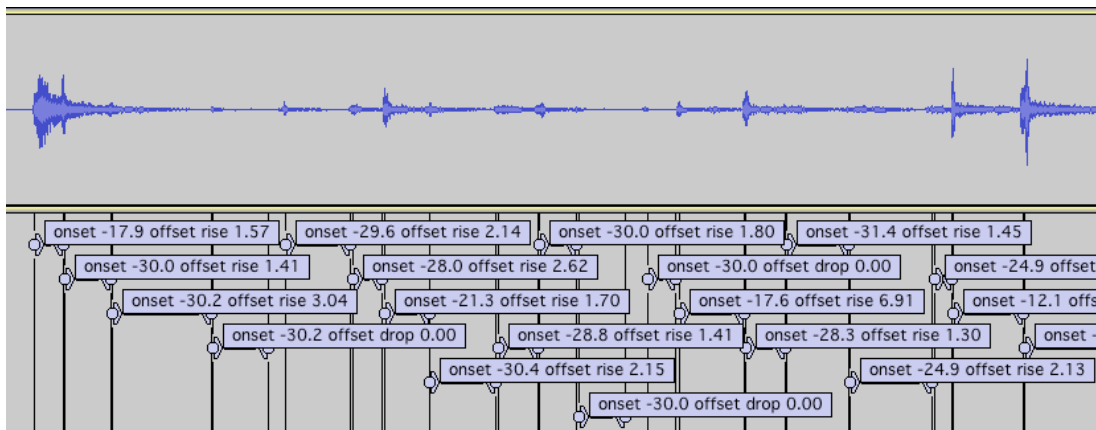 onset -17.9 offset rise 1.57
onset -29.6 offset rise 2.14
onset -30.0 offset rise 1.80
onset -31.4 offset rise 1.45
onset -30.0 offset rise 1.41
onset -28.0 offset rise 2.62
onset -30.0 offset drop 0.00
onset -24.9 offset
onset -30.2 offset rise 3.04
onset -21.3 offset rise 1.70
onset -17.6 offset rise 6.91
onset -12.1 offs
onset -30.2 offset drop 0.00
onset -28.8 offset rise 1.41
onset -28.3 offset rise 1.30
onset -
onset -30.4 offset rise 2.15
onset -24.9 offset rise 2.13
onset -30.0 offset drop 0.00